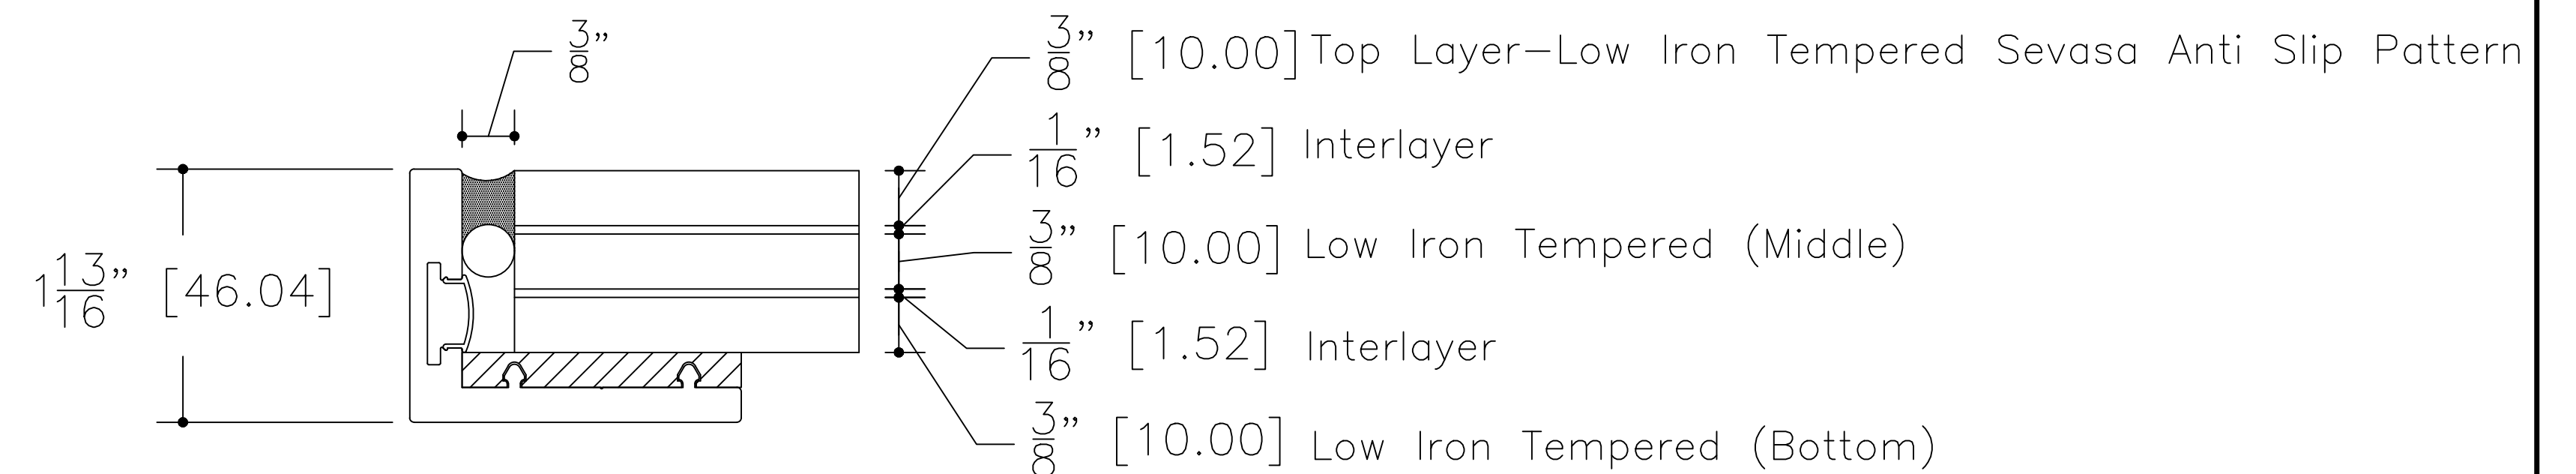 3/8"
1 13/16" [46.04]
3/8" [10.00] Top Layer-Low Iron Tempered Sevasa Anti Slip Pattern
1/16" [1.52] Interlayer
3/8" [10.00] Low Iron Tempered (Middle)
1/16" [1.52] Interlayer
3/8" [10.00] Low Iron Tempered (Bottom)